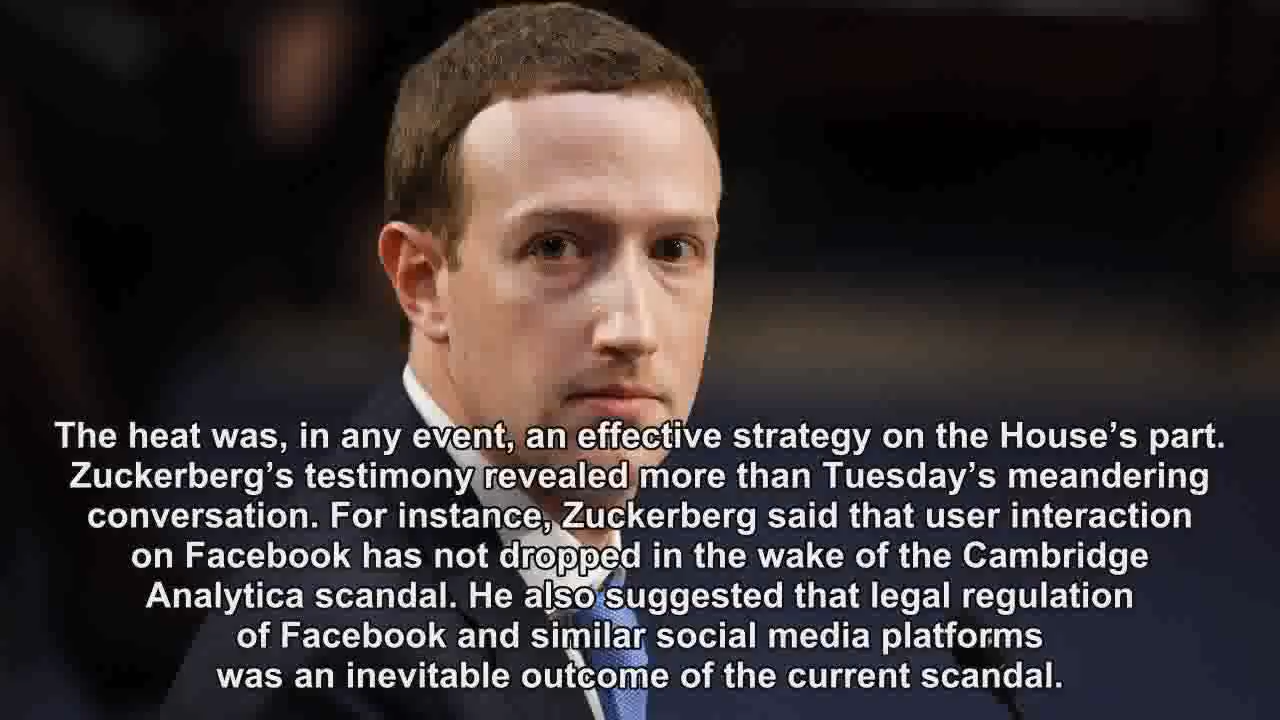 The heat was, in any event, an effective strategy on the House’s part.
Zuckerberg’s testimony revealed more than Tuesday’s meandering
conversation. For instance, Zuckerberg said that user interaction
on Facebook has not dropped in the wake of the Cambridge
Analytica scandal. He also suggested that legal regulation
of Facebook and similar social media platforms
was an inevitable outcome of the current scandal.